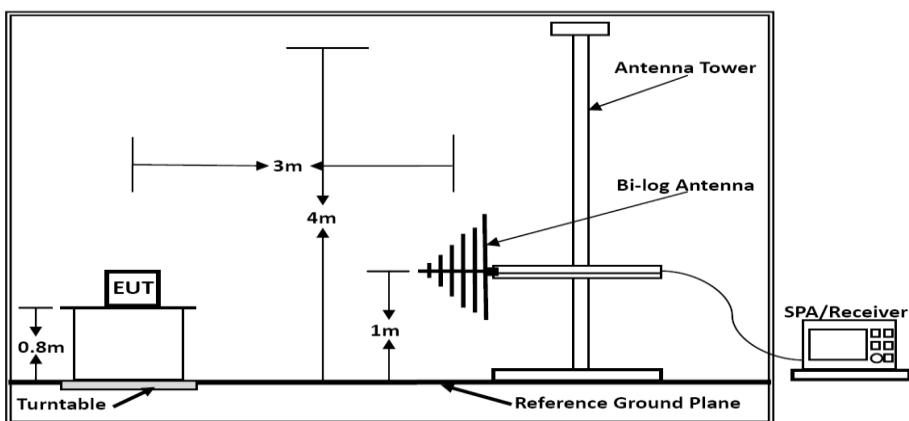 Antenna Tower
3m
Bi-log Antenna
4m
EUT
SPA/Receiver
1m
0.8m
Turntable
Reference Ground Plane